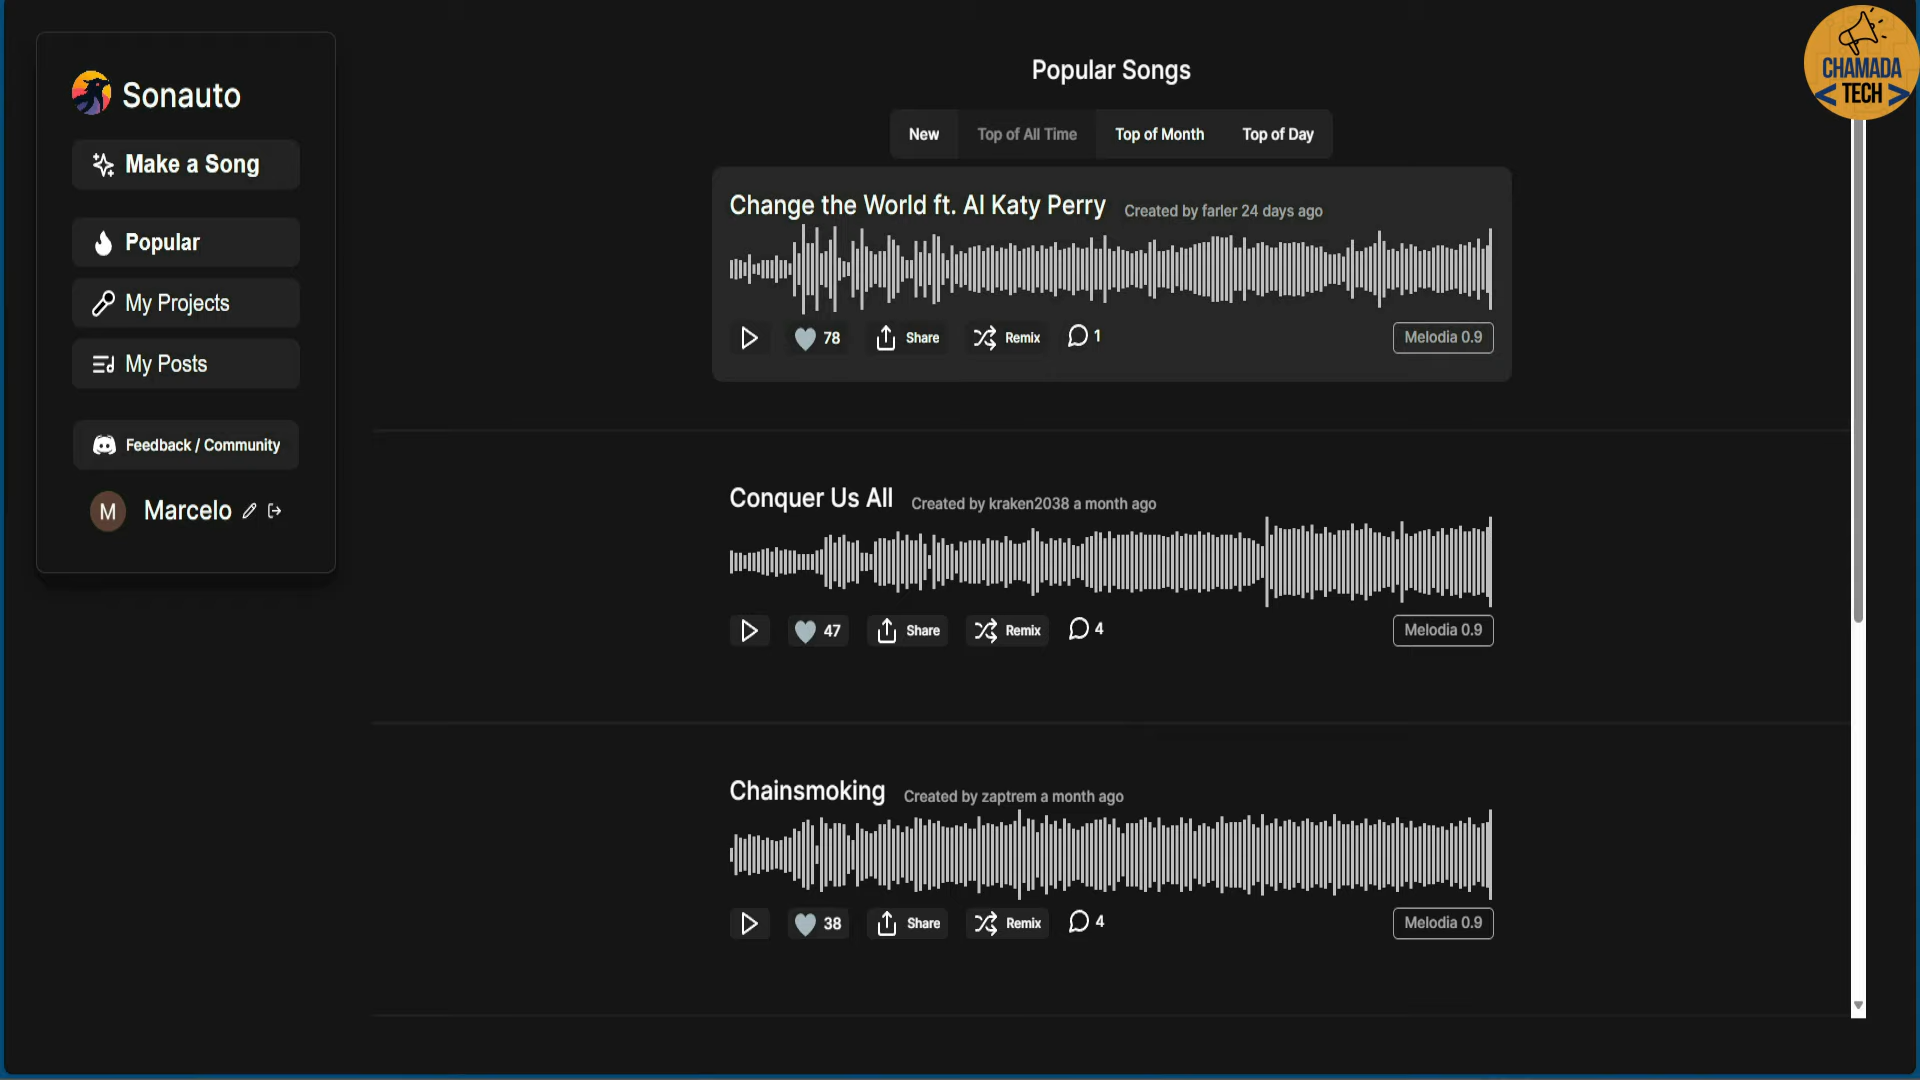 Sonauto
Make a Song
Popular
My Projects
My Posts
Feedback / Community
M Marcelo
CHAMADA
< TECH >
Popular Songs
New Top of All Time Top of Month Top of Day
Change the World ft. AI Katy Perry Created by farler 24 days ago
78 Share Remix 1 Melodia 0.9
Conquer Us All Created by kraken2038 a month ago
47 Share Remix 4 Melodia 0.9
Chainsmoking Created by zaptrem a month ago
38 Share Remix 4 Melodia 0.9